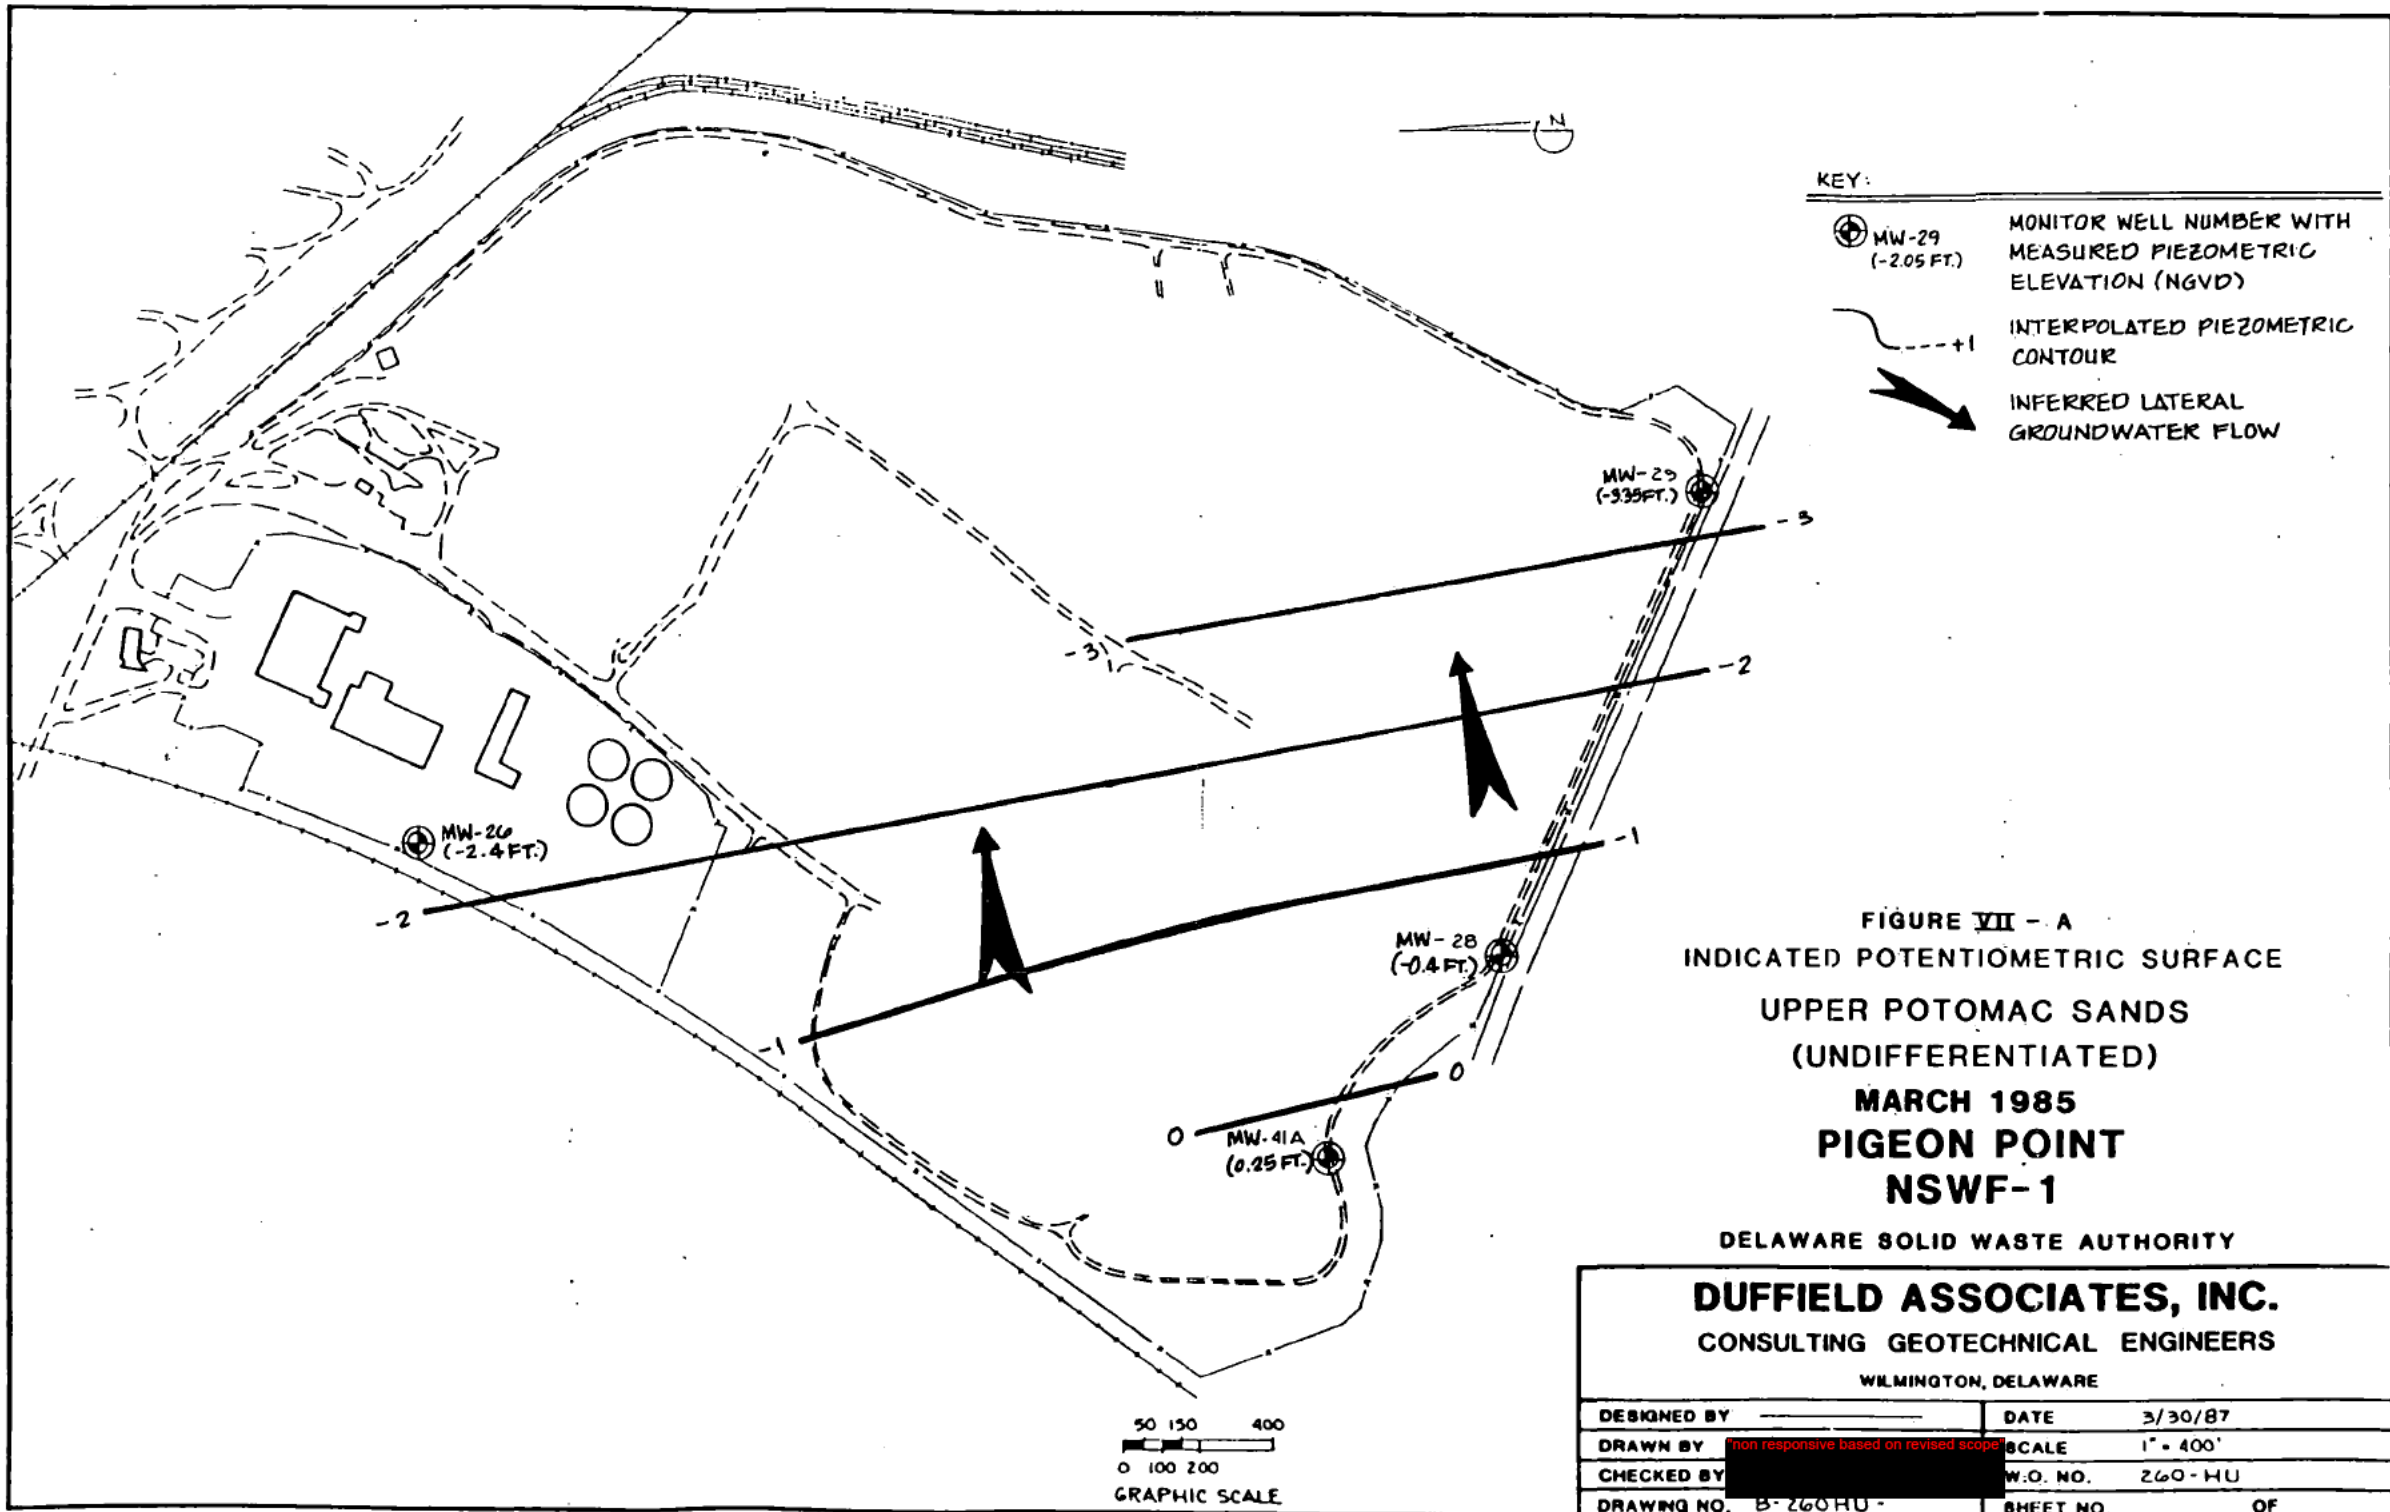 N
KEY:
MW-29
(-2.05 FT.)
MONITOR WELL NUMBER WITH
MEASURED PIEZOMETRIC
ELEVATION (NGVD)
+1
INTERPOLATED PIEZOMETRIC
CONTOUR
INFERRED LATERAL
GROUNDWATER FLOW
MW-29
(-3.35FT.)
-3
-3
-2
MW-26
(-2.4FT.)
-1
-2
MW-28
(-0.4 FT.)
-1
0
0
MW-41A
(0.25 FT.)
FIGURE VII - A
INDICATED POTENTIOMETRIC SURFACE
UPPER POTOMAC SANDS
(UNDIFFERENTIATED)
MARCH 1985
PIGEON POINT
NSWF-1
DELAWARE SOLID WASTE AUTHORITY
DUFFIELD ASSOCIATES, INC.
CONSULTING GEOTECHNICAL ENGINEERS
WILMINGTON, DELAWARE
DESIGNED BY
DATE 3/30/87
DRAWN BY "non responsive based on revised scope"
SCALE 1" = 400'
CHECKED BY
W.O. NO. 260-HU
DRAWING NO. B-260HU-
SHEET NO. OF
50 150 400
0 100 200
GRAPHIC SCALE